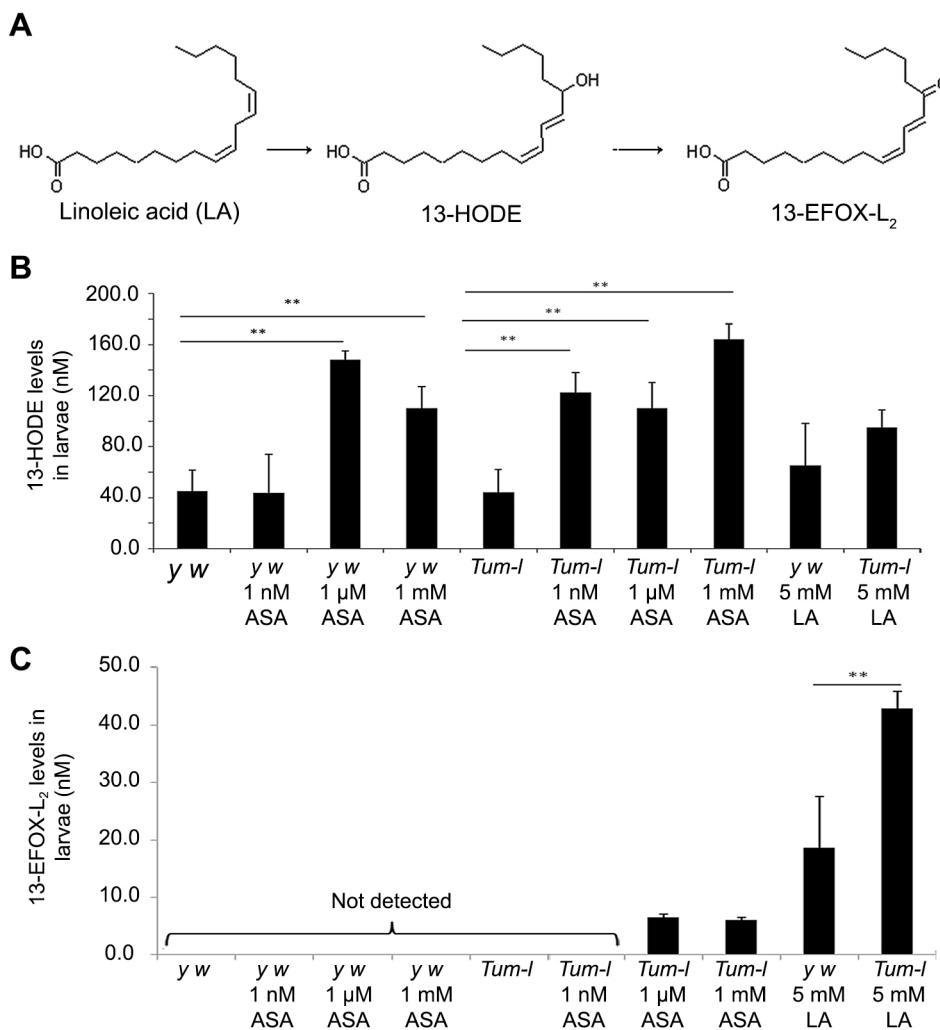 A
OH
HO
O
Linoleic acid (LA)
HO
O
13-HODE
O
HO
O
13-EFOX-L2
B
13-HODE levels
in larvae (nM)
200.0
160.0
120.0
80.0
40.0
0.0
**
**
**
**
**
y w
y w
1 nM
ASA
y w
1 µM
ASA
y w
1 mM
ASA
Tum-l
Tum-l
1 nM
ASA
Tum-l
1 µM
ASA
Tum-l
1 mM
ASA
y w
5 mM
LA
Tum-l
5 mM
LA
C
13-EFOX-L2 levels in
larvae (nM)
50.0
40.0
30.0
20.0
10.0
0.0
**
Not detected
y w
y w
1 nM
ASA
y w
1 µM
ASA
y w
1 mM
ASA
Tum-l
Tum-l
1 nM
ASA
Tum-l
1 µM
ASA
Tum-l
1 mM
ASA
y w
5 mM
LA
Tum-l
5 mM
LA